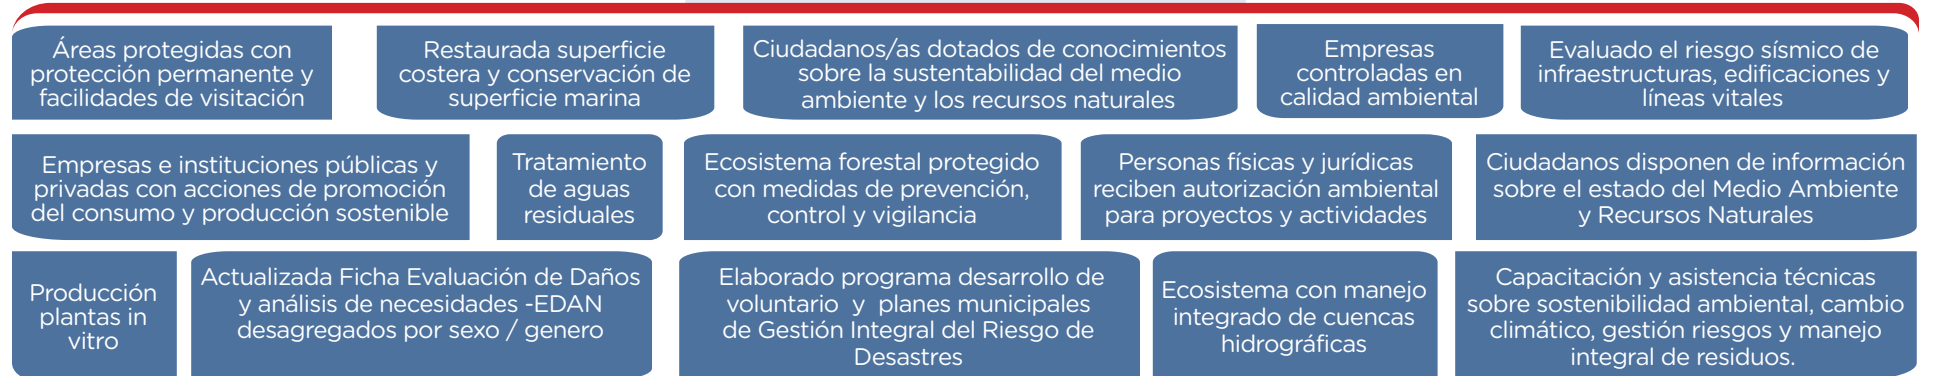 Áreas protegidas con
protección permanente y
facilidades de visitación
Restaurada superficie
costera y conservación de
superficie marina
Ciudadanos/as dotados de conocimientos
sobre la sustentabilidad del medio
ambiente y los recursos naturales
Empresas
controladas en
calidad ambiental
Evaluado el riesgo sísmico de
infraestructuras, edificaciones y
líneas vitales
Empresas e instituciones públicas y
privadas con acciones de promoción
del consumo y producción sostenible
Tratamiento
de aguas
residuales
Ecosistema forestal protegido
con medidas de prevención,
control y vigilancia
Personas físicas y jurídicas
reciben autorización ambiental
para proyectos y actividades
Ciudadanos disponen de información
sobre el estado del Medio Ambiente
y Recursos Naturales
Producción
plantas in
vitro
Actualizada Ficha Evaluación de Daños
y análisis de necesidades -EDAN
desagregados por sexo / genero
Elaborado programa desarrollo de
voluntario y planes municipales
de Gestión Integral del Riesgo de
Desastres
Ecosistema con manejo
integrado de cuencas
hidrográficas
Capacitación y asistencia técnicas
sobre sostenibilidad ambiental, cambio
climático, gestión riesgos y manejo
integral de residuos.